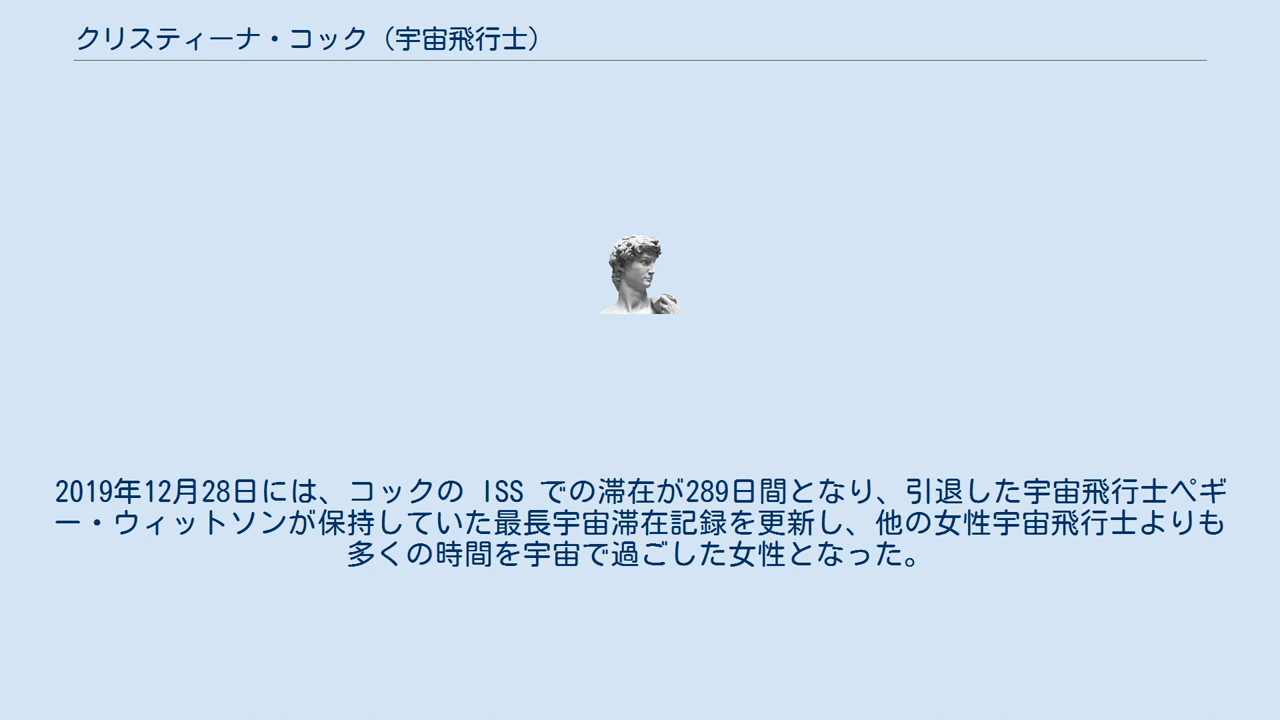 クリスティーナ・コック（宇宙飛行士）
2019年12月28日には、コックの ISS での滞在が289日間となり、引退した宇宙飛行士ペギ
ー・ウィットソンが保持していた最長宇宙滞在記録を更新し、他の女性宇宙飛行士よりも
多くの時間を宇宙で過ごした女性となった。